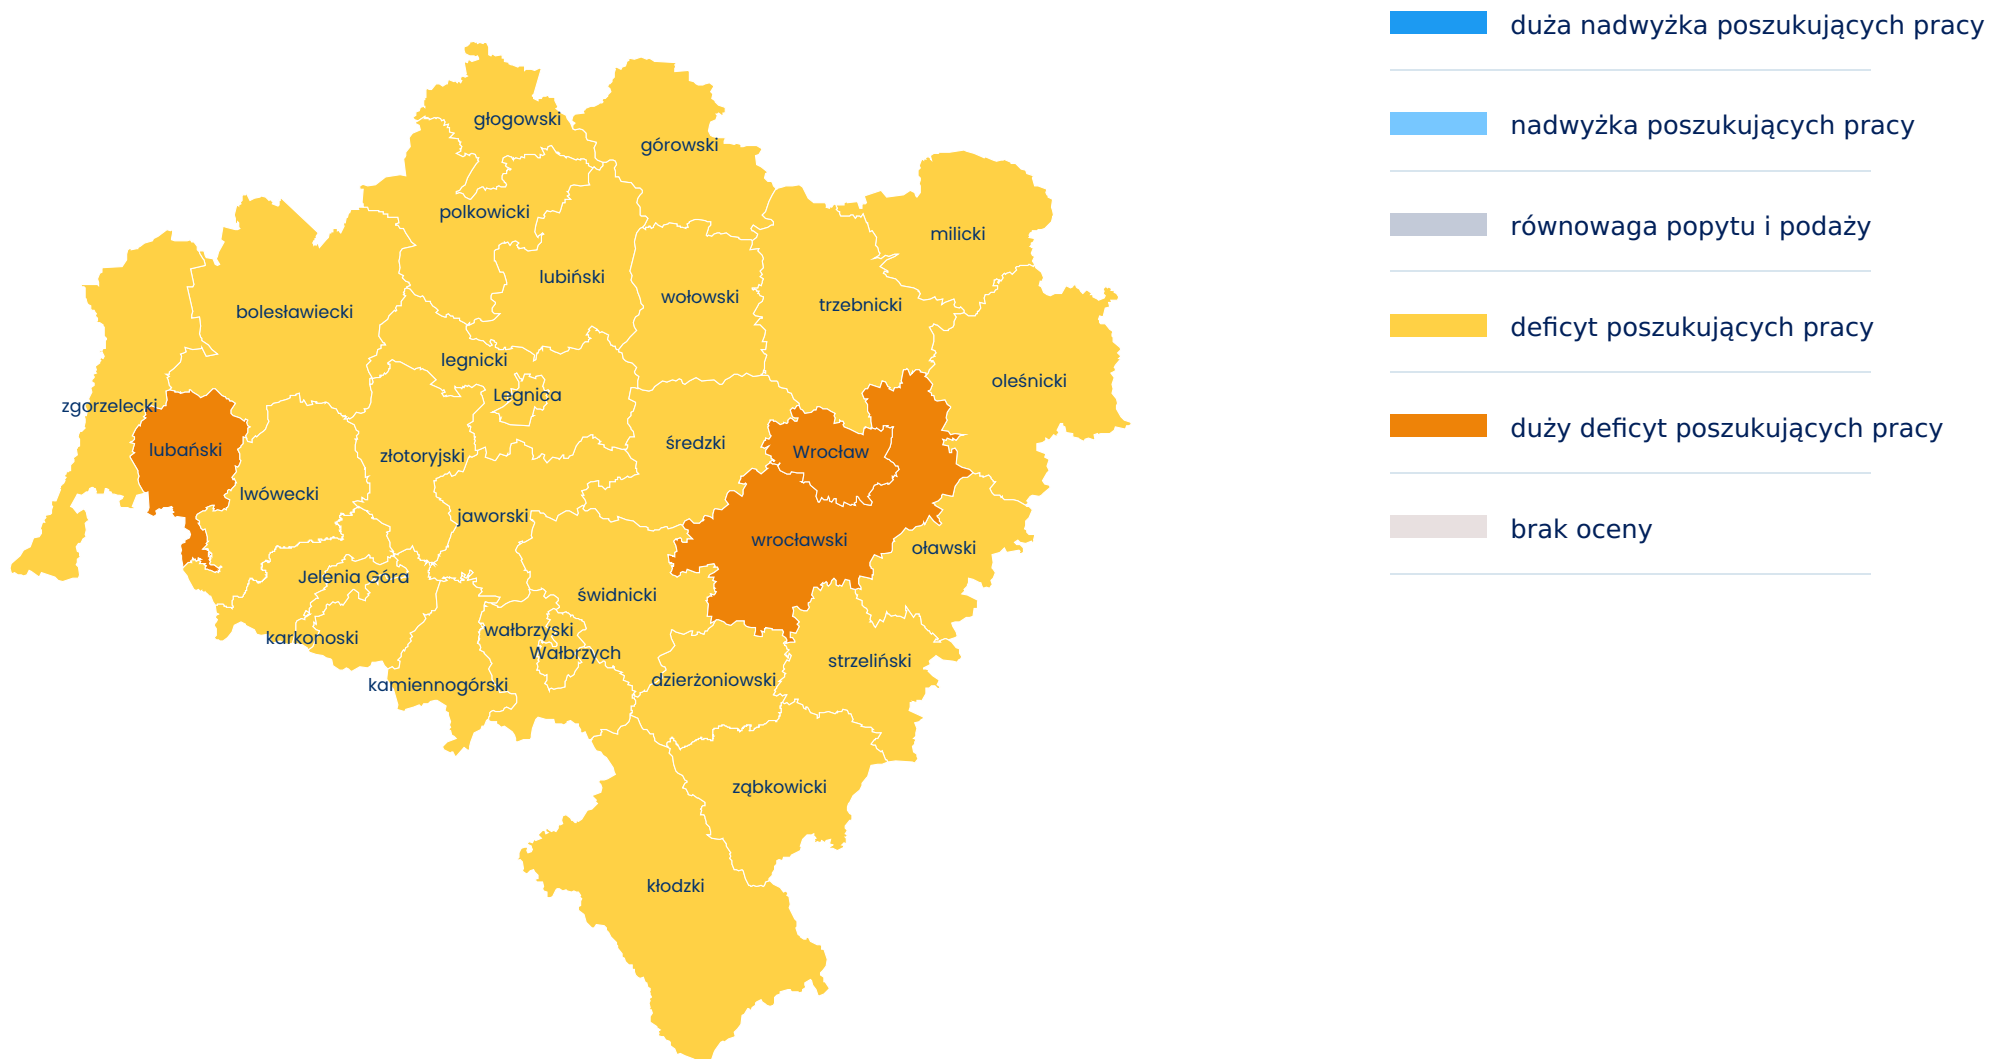 duża nadwyżka poszukujących pracy
nadwyżka poszukujących pracy
równowaga popytu i podaży
deficyt poszukujących pracy
duży deficyt poszukujących pracy
brak oceny
głogowski
górowski
polkowicki
milicki
lubiński
wołowski
trzebnicki
bolesławiecki
legnicki
oleśnicki
Legnica
zgorzelecki
średzki
lubański
Wrocław
złotoryjski
lwówecki
jaworski
wrocławski
oławski
Jelenia Góra
świdnicki
wałbrzyski
karkonoski
Wałbrzych
strzeliński
dzierżoniowski
kamiennogórski
ząbkowicki
kłodzki